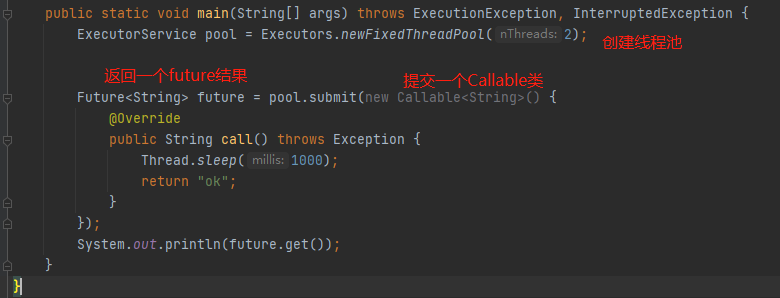 public static void main(String[] args) throws ExecutionException, InterruptedException {
ExecutorService pool = Executors.newFixedThreadPool( nThreads: 2);
创建线程池
返回一个future结果
提交一个Callable类
Future<String> future = pool.submit(new Callable<String>() {
@Override
public String call() throws Exception {
Thread.sleep( millis: 1000);
return "ok";
}
});
System.out.println(future.get());
}
}